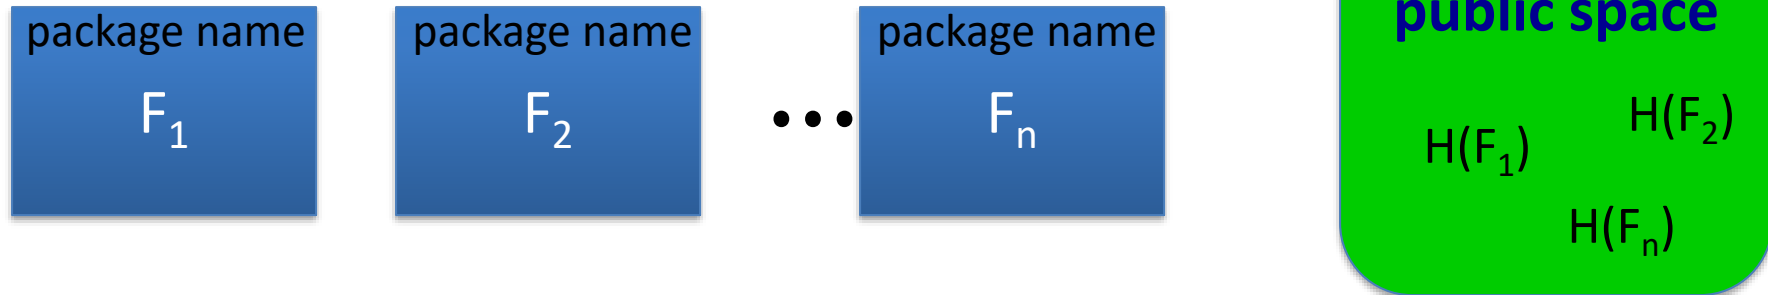 package name
F₁
package name
F₂
...
package name
Fₙ
public space
H(F₁)
H(F₂)
H(Fₙ)